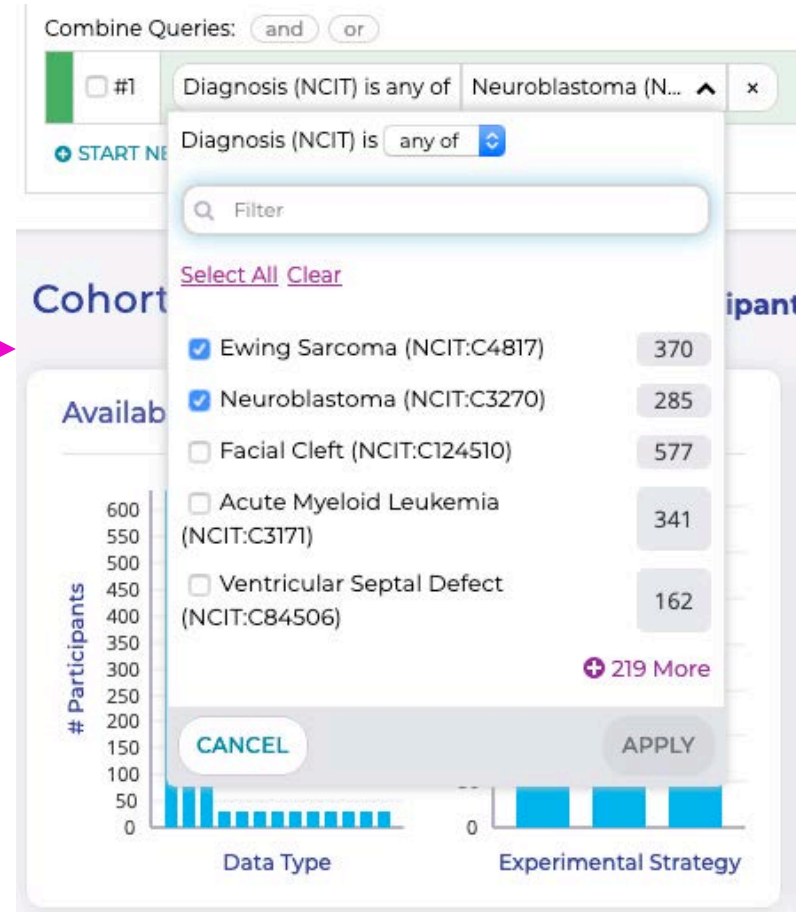 Combine Queries: and or
#1 Diagnosis (NCIT) is any of Neuroblastoma (N... ×
START NE
Diagnosis (NCIT) is any of
Filter
Select All Clear
Cohort
ipant
Ewing Sarcoma (NCIT:C4817) 370
Neuroblastoma (NCIT:C3270) 285
Facial Cleft (NCIT:C124510) 577
Acute Myeloid Leukemia
(NCIT:C3171) 341
Ventricular Septal Defect
(NCIT:C84506) 162
219 More
CANCEL APPLY
Availab
# Participants
600
550
500
450
400
350
300
250
200
150
100
50
0
0
Data Type
Experimental Strategy